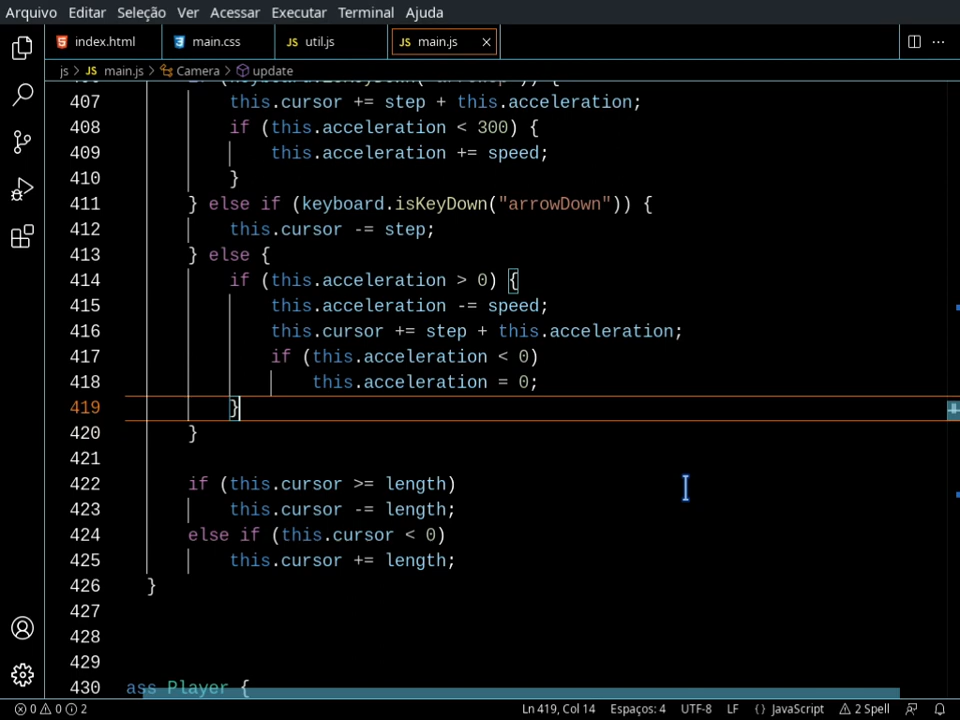 Arquivo Editar Seleção Ver Acessar Executar Terminal Ajuda
index.html main.css util.js main.js
js > main.js > Camera > update
407 this.cursor += step + this.acceleration;
408 if (this.acceleration < 300) {
409 this.acceleration += speed;
410 }
411 } else if (keyboard.isKeyDown("arrowDown")) {
412 this.cursor -= step;
413 } else {
414 if (this.acceleration > 0) {
415 this.acceleration -= speed;
416 this.cursor += step + this.acceleration;
417 if (this.acceleration < 0)
418 this.acceleration = 0;
419 }
420 }
421
422 if (this.cursor >= length)
423 this.cursor -= length;
424 else if (this.cursor < 0)
425 this.cursor += length;
426 }
427
428
429
430 ass Player {
0 0 2 Ln 419, Col 14 Espaços: 4 UTF-8 LF {} JavaScript 2 Spell